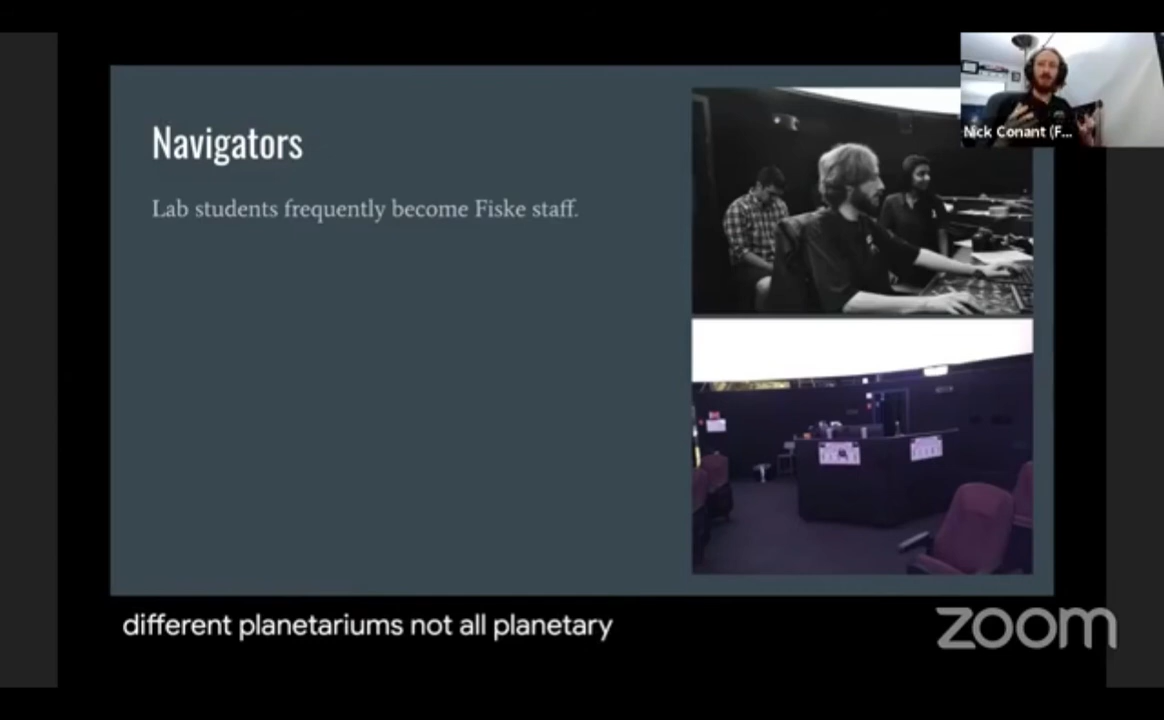 Navigators
Lab students frequently become Fiske staff.
Nick Conant (F...
different planetariums not all planetary
zoom